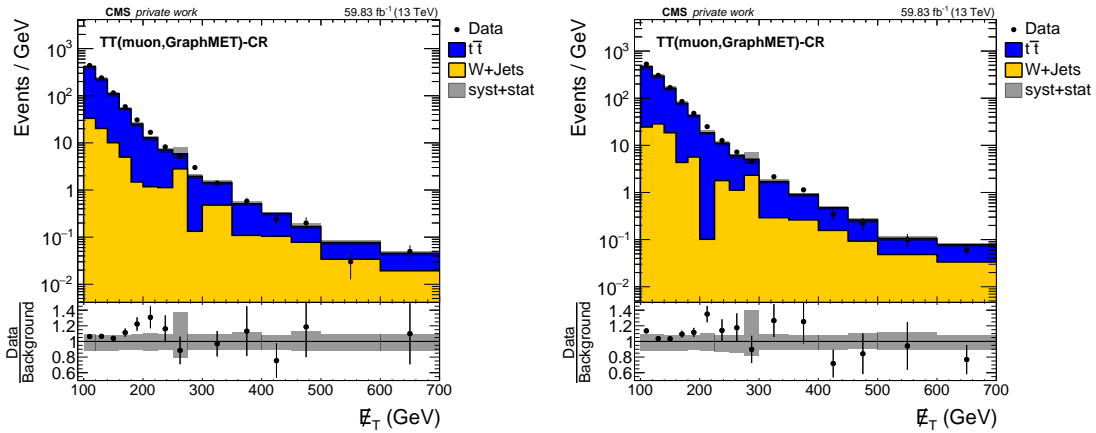 CMS private work 59.83 fb⁻¹ (13 TeV)
TT(muon,GraphMET)-CR
Data
tt̅
W+Jets
syst+stat
Events / GeV
10³
10²
10
1
10⁻¹
10⁻²
Data
Background
1.4
1.2
1
0.8
0.6
100 200 300 400 500 600 700
E̸_T (GeV)
CMS private work 59.83 fb⁻¹ (13 TeV)
TT(muon,GraphMET)-CR
Data
tt̅
W+Jets
syst+stat
Events / GeV
10³
10²
10
1
10⁻¹
10⁻²
Data
Background
1.4
1.2
1
0.8
0.6
100 200 300 400 500 600 700
E̸_T (GeV)